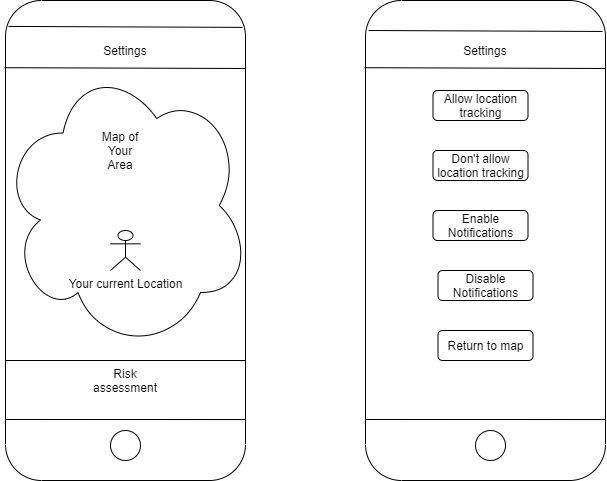 Settings
Map of
Your
Area
Your current Location
Risk
assessment
Settings
Allow location
tracking
Don't allow
location tracking
Enable
Notifications
Disable
Notifications
Return to map